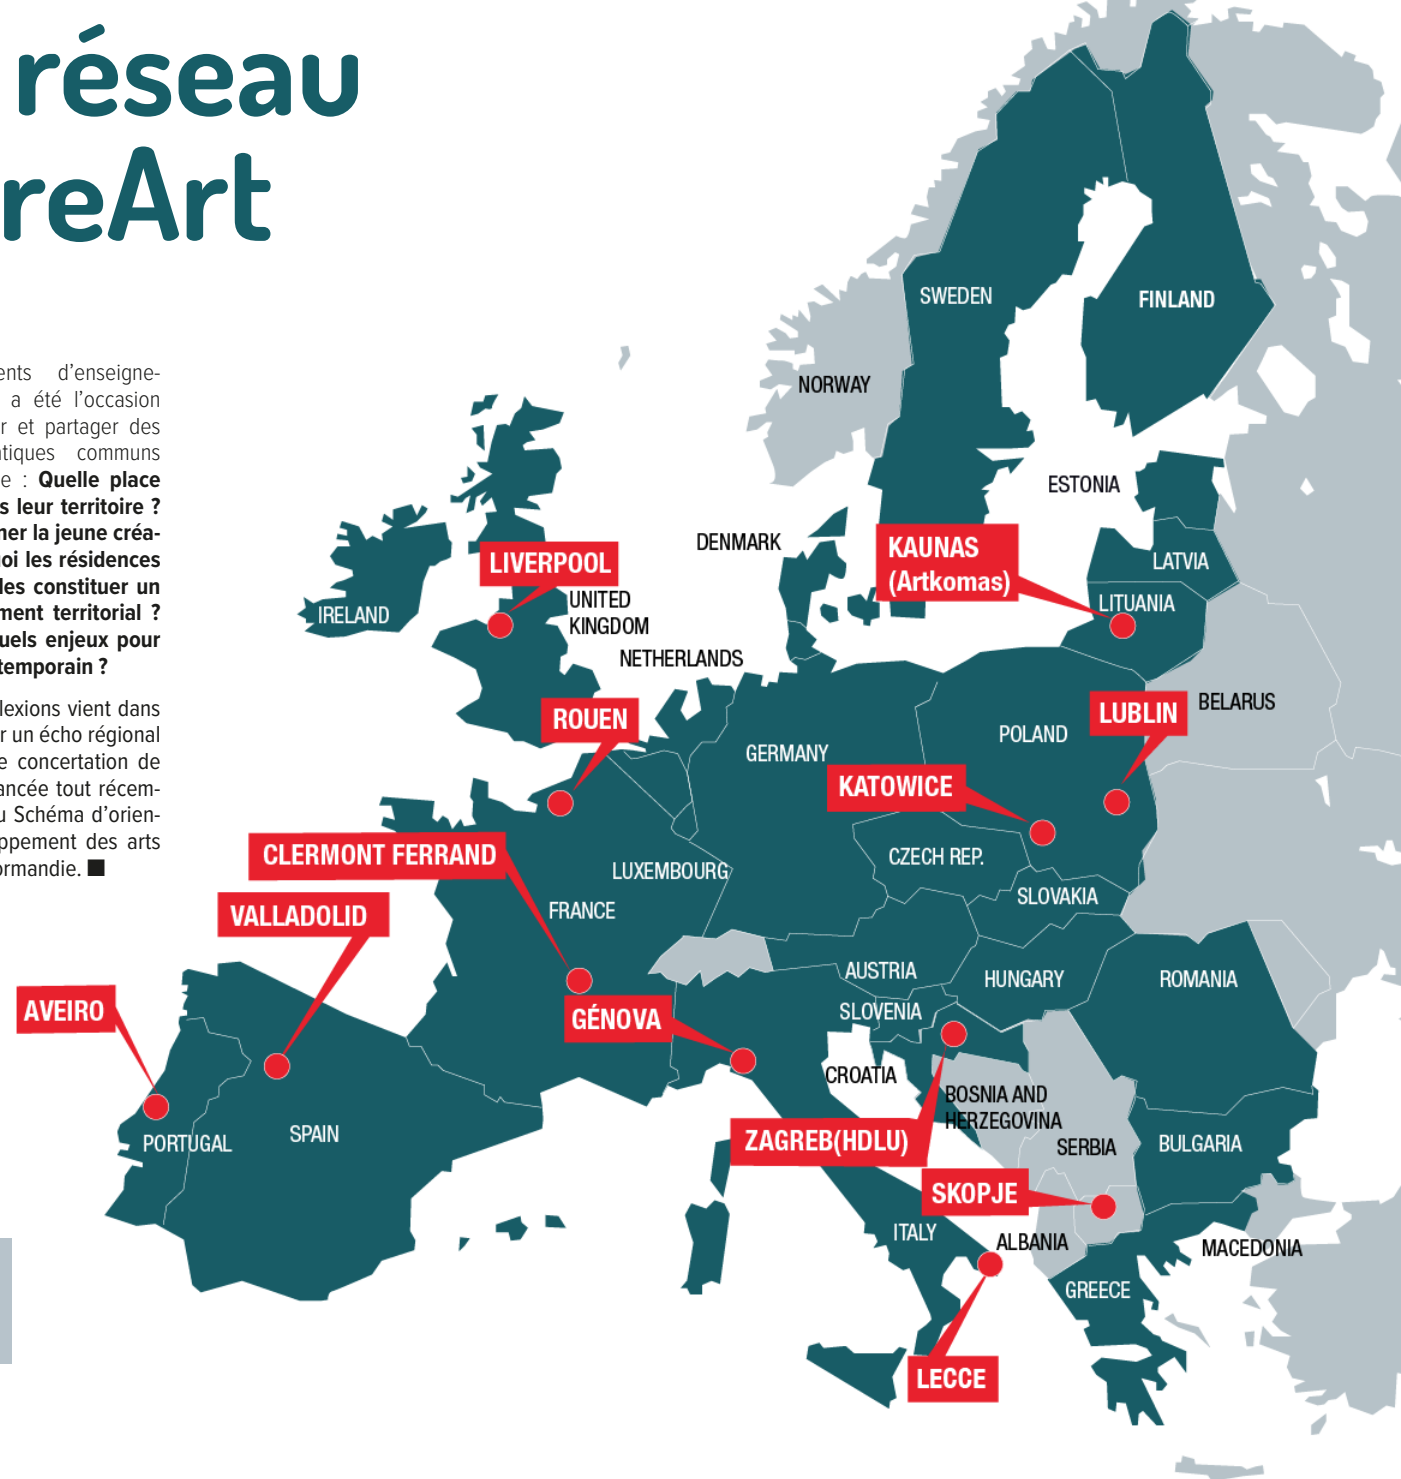 réseau
reArt
ents d’enseigne-
a été l’occasion
r et partager des
tiques communs
e : Quelle place
s leur territoire ?
ner la jeune créa-
oi les résidences
les constituer un
ment territorial ?
uels enjeux pour
temporain ?
lexions vient dans
r un écho régional
e concertation de
ancée tout récem-
u Schéma d’orien-
ppement des arts
ormandie. ■
SWEDEN
FINLAND
NORWAY
ESTONIA
DENMARK
KAUNAS
(Artkomas)
LATVIA
LIVERPOOL
UNITED
KINGDOM
IRELAND
LITUANIA
NETHERLANDS
ROUEN
LUBLIN
BELARUS
POLAND
GERMANY
KATOWICE
CLERMONT FERRAND
CZECH REP.
LUXEMBOURG
SLOVAKIA
VALLADOLID
FRANCE
AUSTRIA
HUNGARY
ROMANIA
AVEIRO
GÉNOVA
SLOVENIA
CROATIA
BOSNIA AND
HERZEGOVINA
PORTUGAL
SPAIN
ZAGREB(HDLU)
SERBIA
BULGARIA
SKOPJE
ITALY
ALBANIA
MACEDONIA
GREECE
LECCE